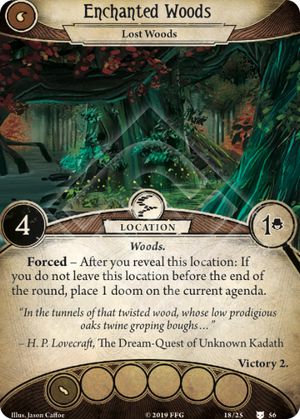 Enchanted Woods
Lost Woods
4
1
LOCATION
Woods.
Forced – After you reveal this location: If
you do not leave this location before the end of
the round, place 1 doom on the current agenda.
"In the tunnels of that twisted wood, whose low prodigious
oaks twine groping boughs…"
– H. P. Lovecraft, The Dream-Quest of Unknown Kadath
Victory 2.
Illus. Jason Caffoe
© 2019 FFG
18/25
56